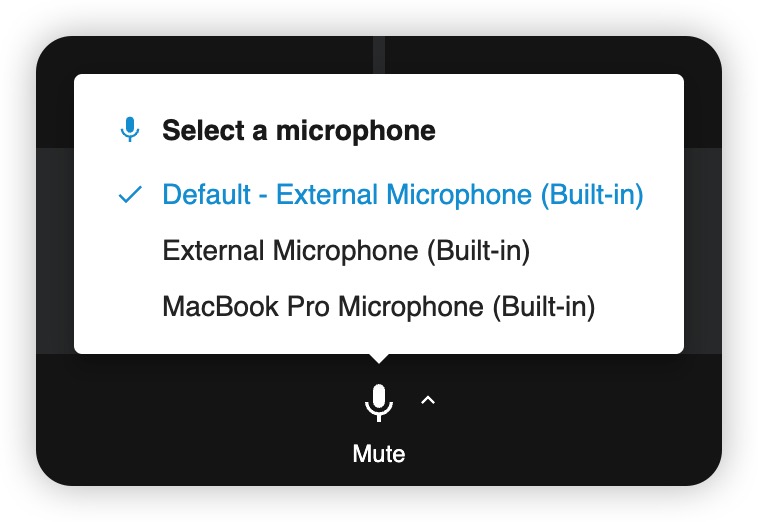 Select a microphone
Default - External Microphone (Built-in)
External Microphone (Built-in)
MacBook Pro Microphone (Built-in)
Mute